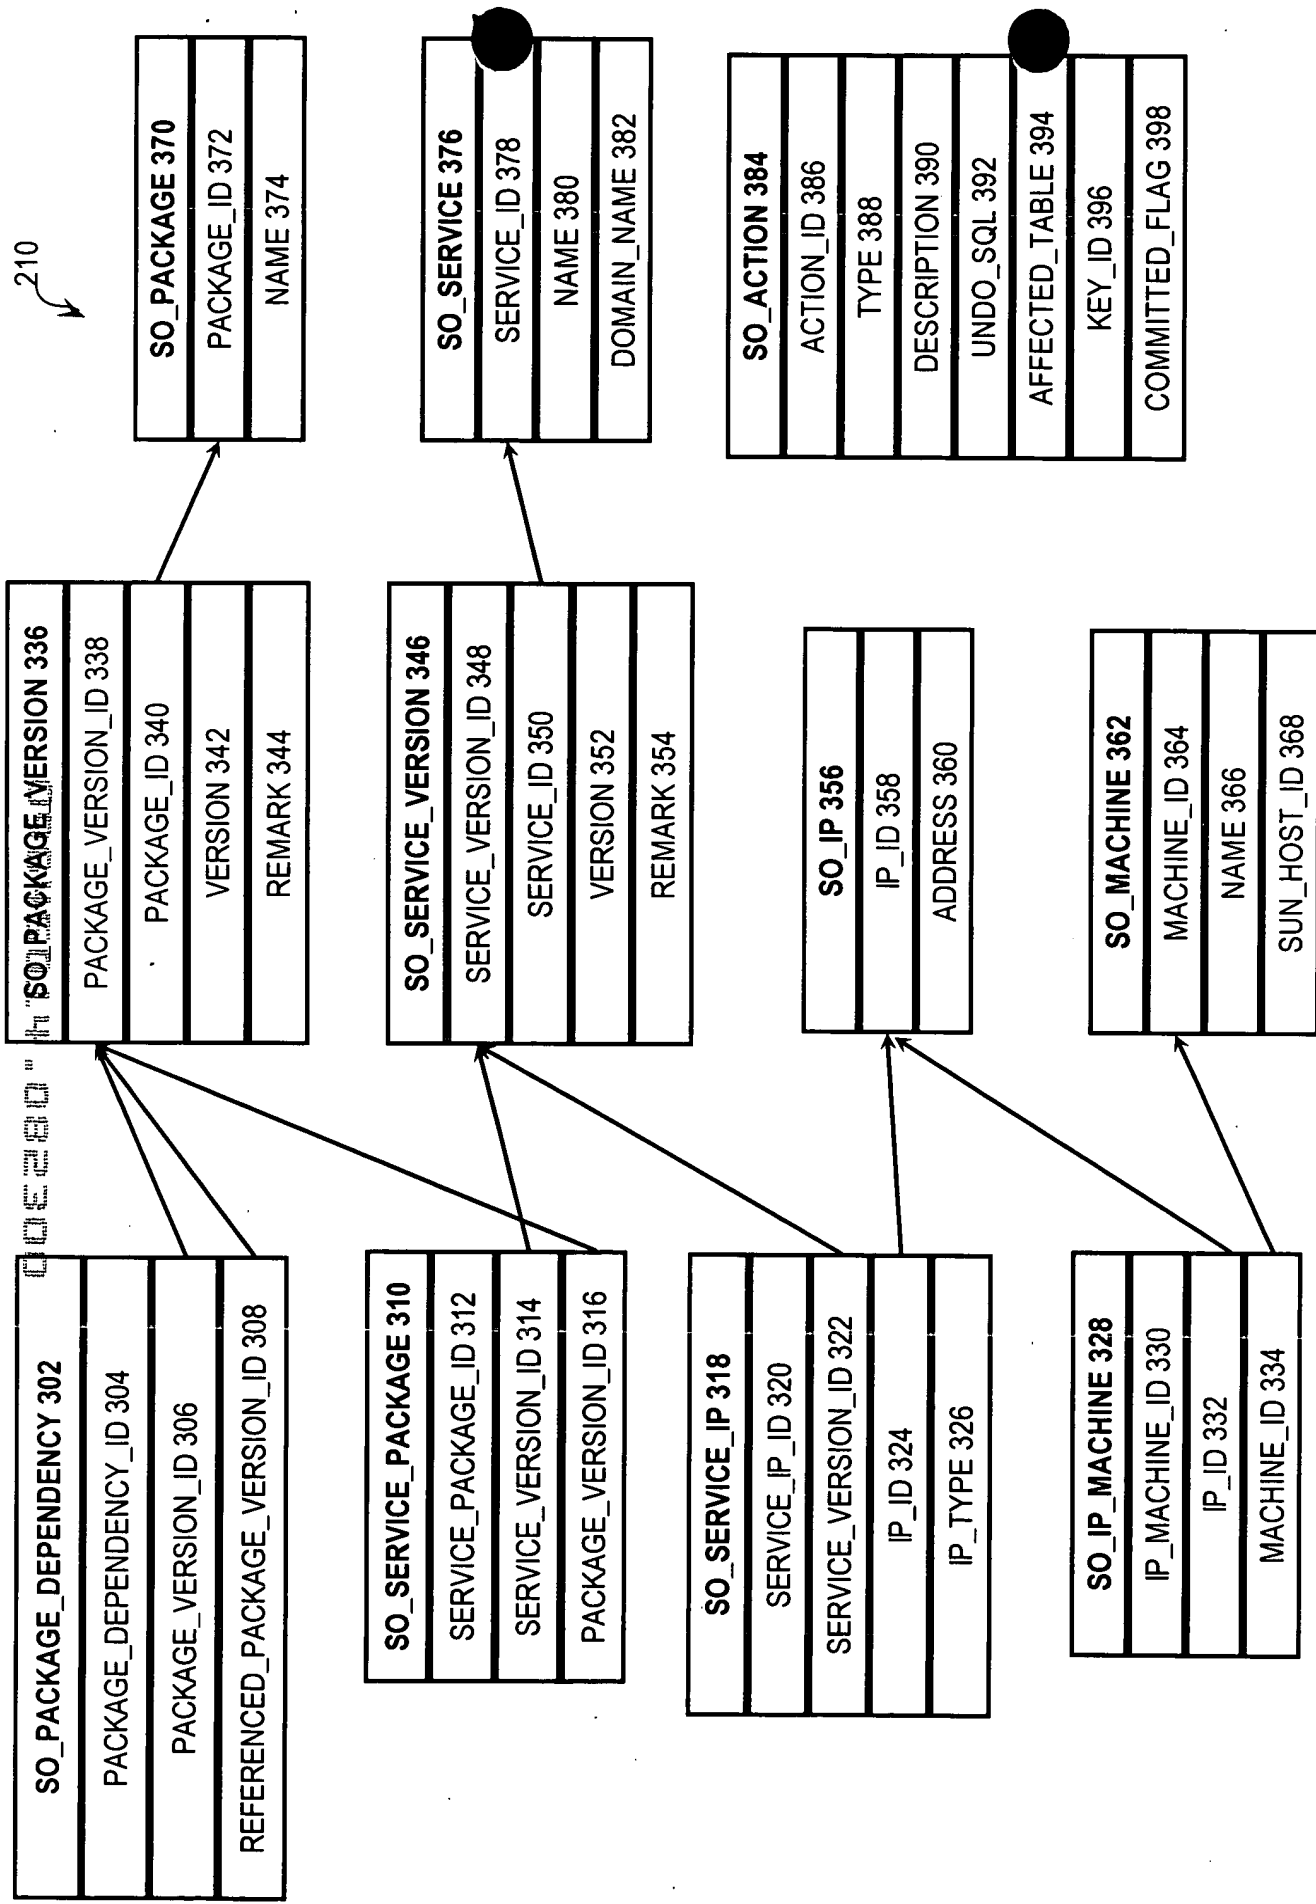 210
SO_PACKAGE_DEPENDENCY 302
PACKAGE_DEPENDENCY_ID 304
PACKAGE_VERSION_ID 306
REFERENCED_PACKAGE_VERSION_ID 308
SO_SERVICE_PACKAGE 310
SERVICE_PACKAGE_ID 312
SERVICE_VERSION_ID 314
PACKAGE_VERSION_ID 316
SO_SERVICE_IP 318
SERVICE_IP_ID 320
SERVICE_VERSION_ID 322
IP_ID 324
IP_TYPE 326
SO_IP_MACHINE 328
IP_MACHINE_ID 330
IP_ID 332
MACHINE_ID 334
SO_PACKAGE_VERSION 336
PACKAGE_VERSION_ID 338
PACKAGE_ID 340
VERSION 342
REMARK 344
SO_SERVICE_VERSION 346
SERVICE_VERSION_ID 348
SERVICE_ID 350
VERSION 352
REMARK 354
SO_IP 356
IP_ID 358
ADDRESS 360
SO_MACHINE 362
MACHINE_ID 364
NAME 366
SUN_HOST_ID 368
SO_PACKAGE 370
PACKAGE_ID 372
NAME 374
SO_SERVICE 376
SERVICE_ID 378
NAME 380
DOMAIN_NAME 382
SO_ACTION 384
ACTION_ID 386
TYPE 388
DESCRIPTION 390
UNDO_SQL 392
AFFECTED_TABLE 394
KEY_ID 396
COMMITTED_FLAG 398